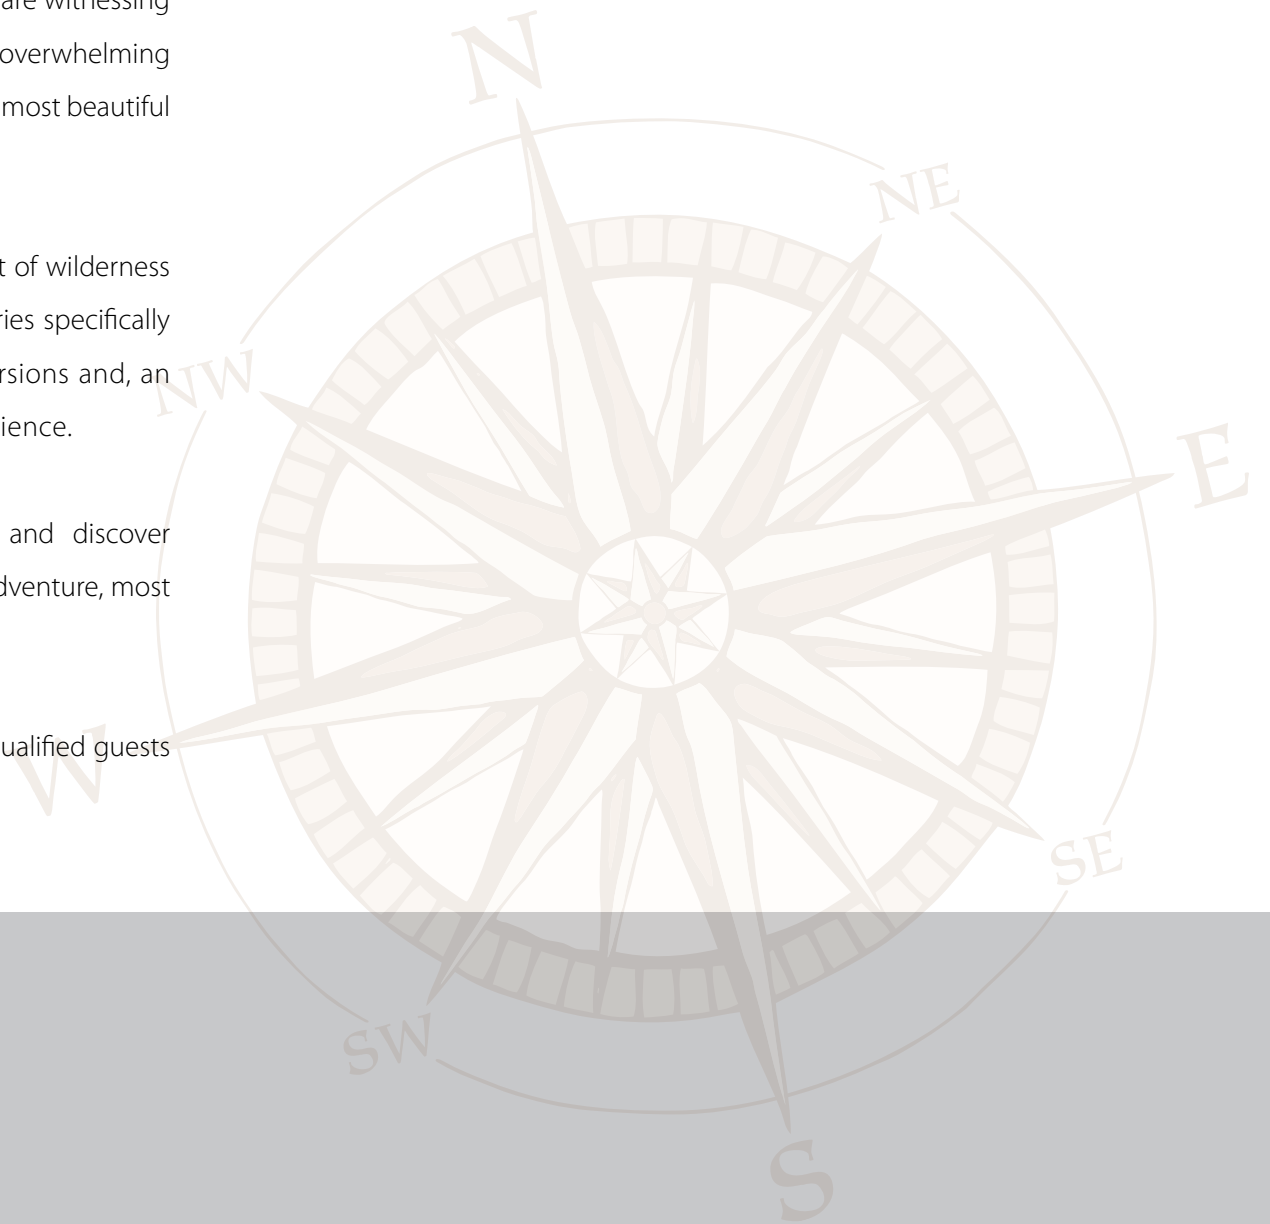 are witnessing
overwhelming
most beautiful
t of wilderness
ries specifically
rsions and, an
ience.
and discover
dventure, most
ualified guests
N
NE
NW
E
W
SE
SW
S